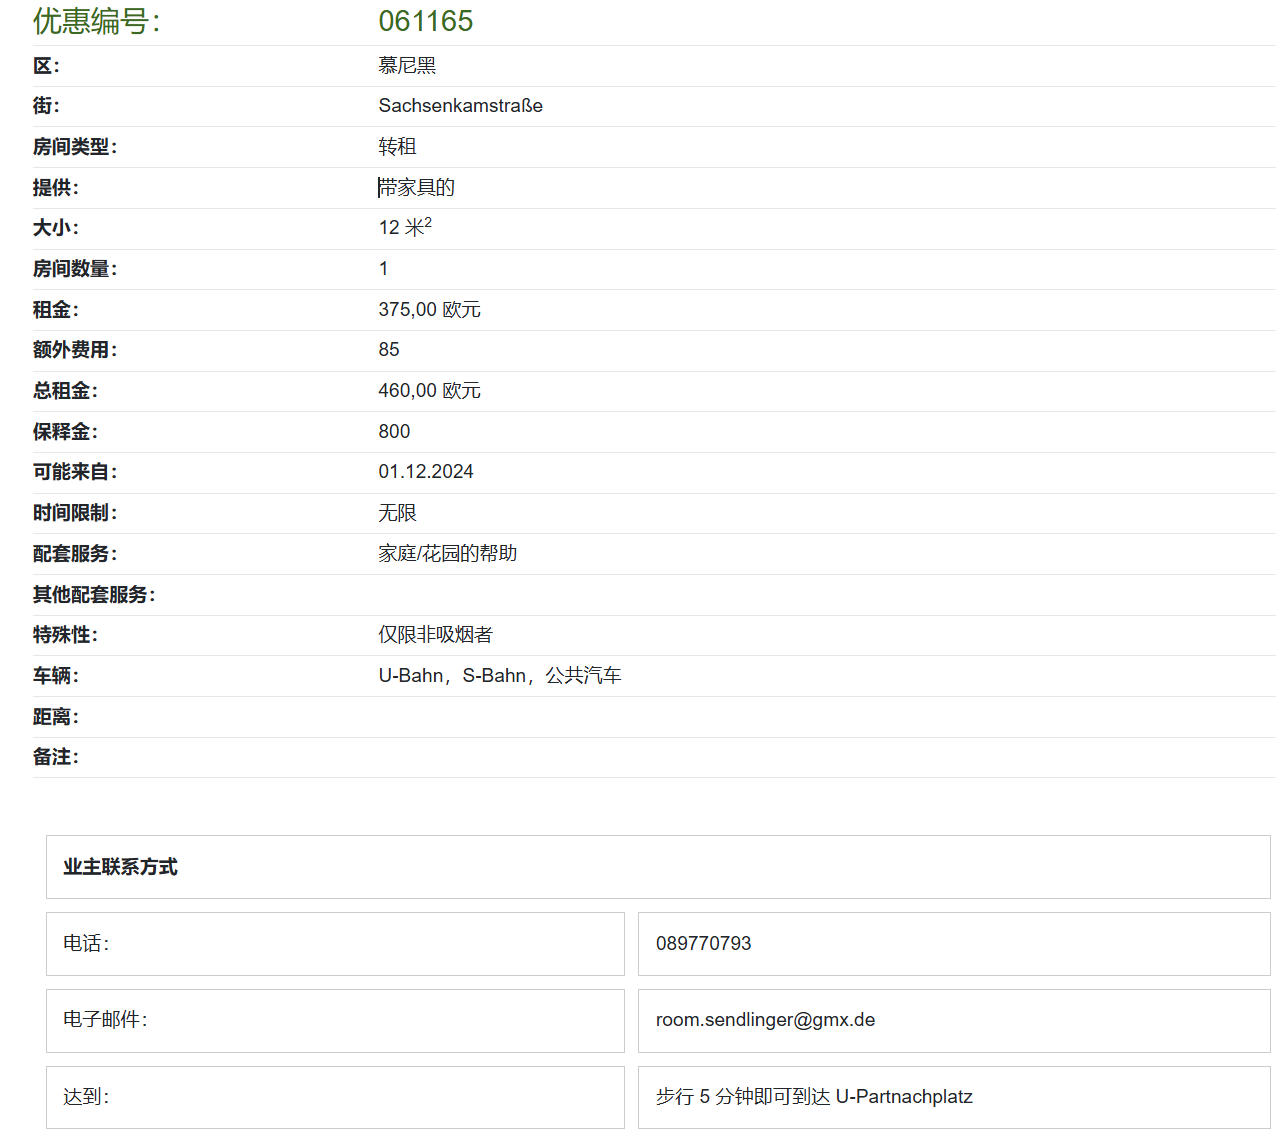 优惠编号： 061165
区： 慕尼黑
街： Sachsenkamstraße
房间类型： 转租
提供： 带家具的
大小： 12 米²
房间数量： 1
租金： 375,00 欧元
额外费用： 85
总租金： 460,00 欧元
保释金： 800
可能来自： 01.12.2024
时间限制： 无限
配套服务： 家庭/花园的帮助
其他配套服务：
特殊性： 仅限非吸烟者
车辆： U-Bahn，S-Bahn，公共汽车
距离：
备注：
业主联系方式
电话： 089770793
电子邮件： room.sendlinger@gmx.de
达到： 步行 5 分钟即可到达 U-Partnachplatz